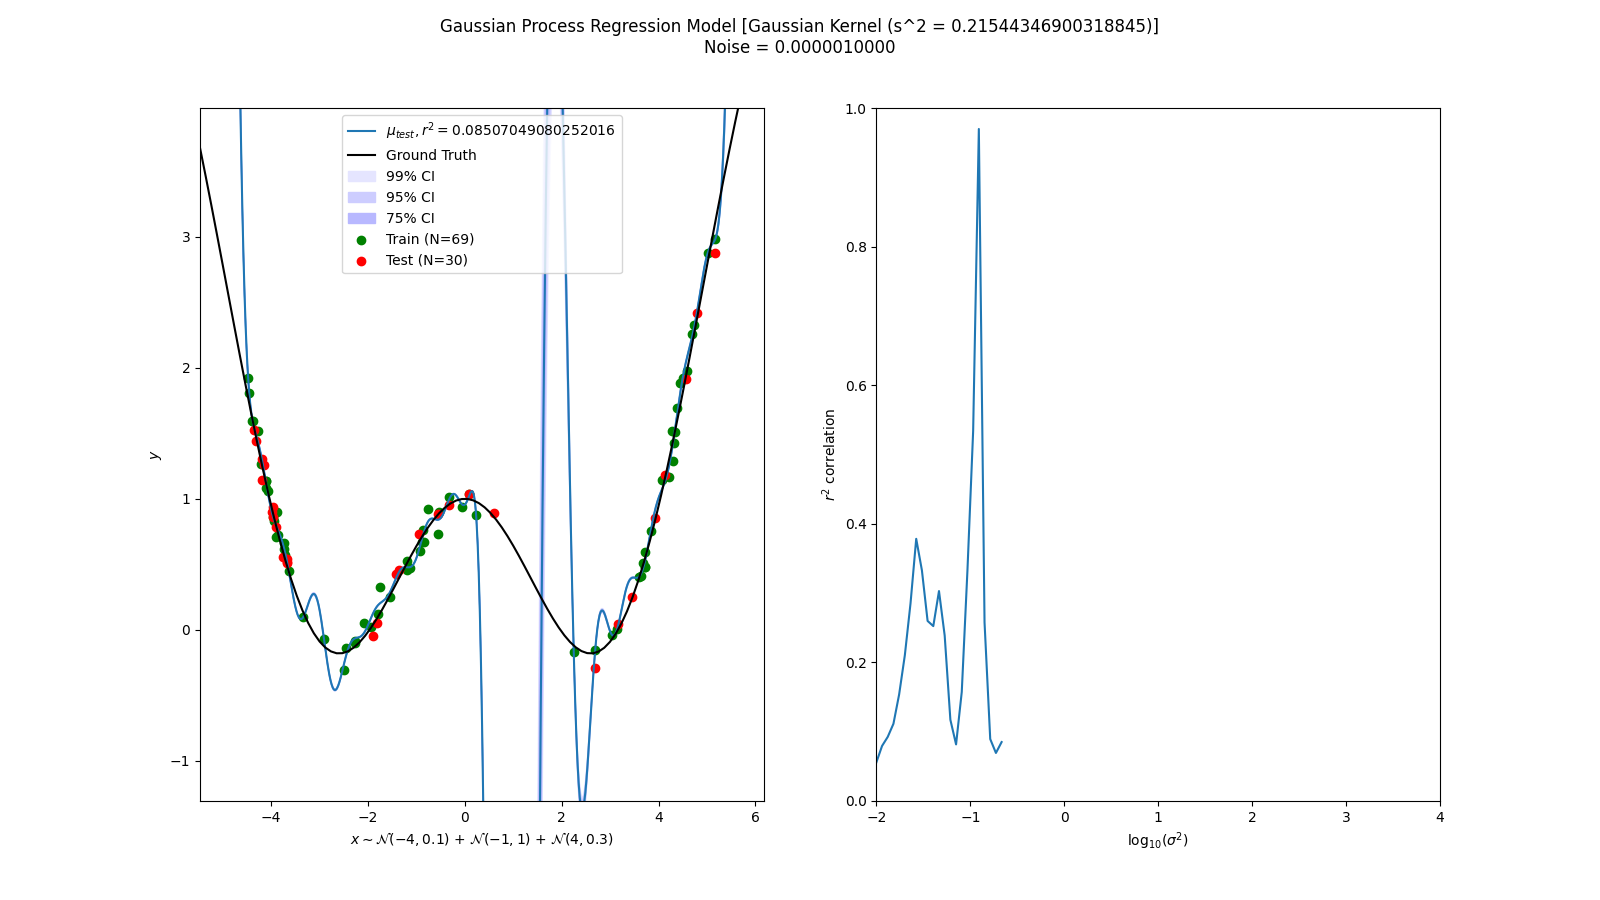 Gaussian Process Regression Model [Gaussian Kernel (s^2 = 0.21544346900318845)]
Noise = 0.0000010000
μ_test, r² = 0.08507049080252016
Ground Truth
99% CI
95% CI
75% CI
Train (N=69)
Test (N=30)
3
2
1
0
−1
y
−4 −2 0 2 4 6
x ~ 𝒩(−4, 0.1) + 𝒩(−1, 1) + 𝒩(4, 0.3)
1.0
0.8
0.6
0.4
0.2
0.0
r² correlation
−2 −1 0 1 2 3 4
log₁₀(σ²)